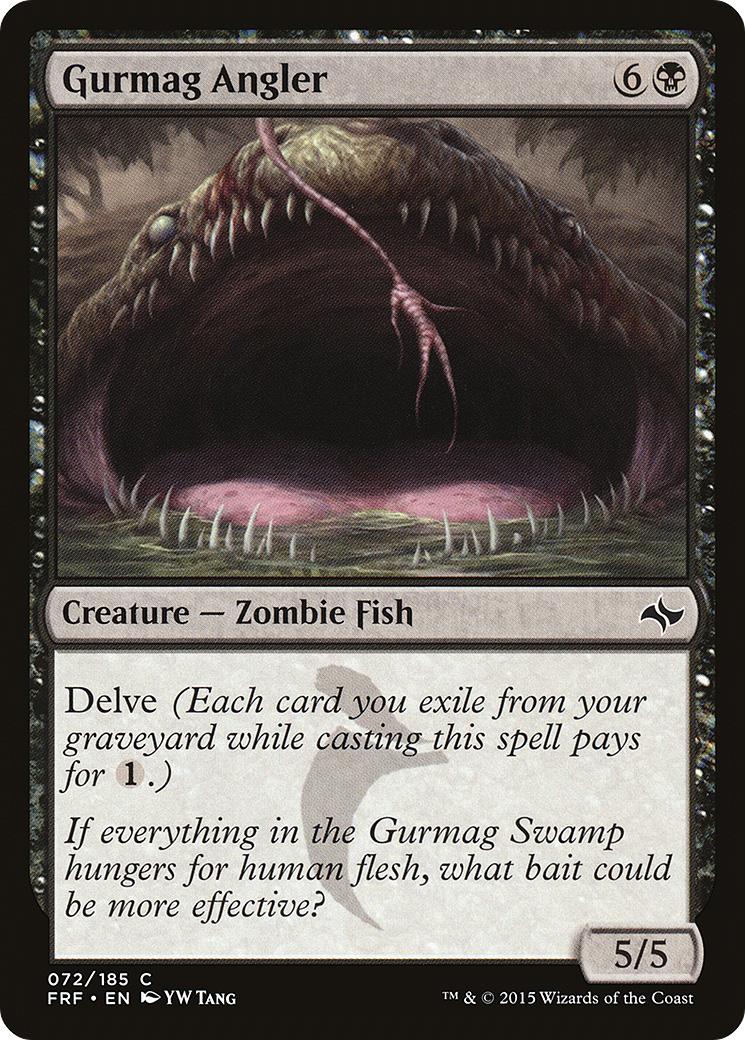 Gurmag Angler 6
Creature — Zombie Fish
Delve (Each card you exile from your
graveyard while casting this spell pays
for 1.)
If everything in the Gurmag Swamp
hungers for human flesh, what bait could
be more effective?
5/5
072/185 C
FRF • EN YW Tang
™ & © 2015 Wizards of the Coast